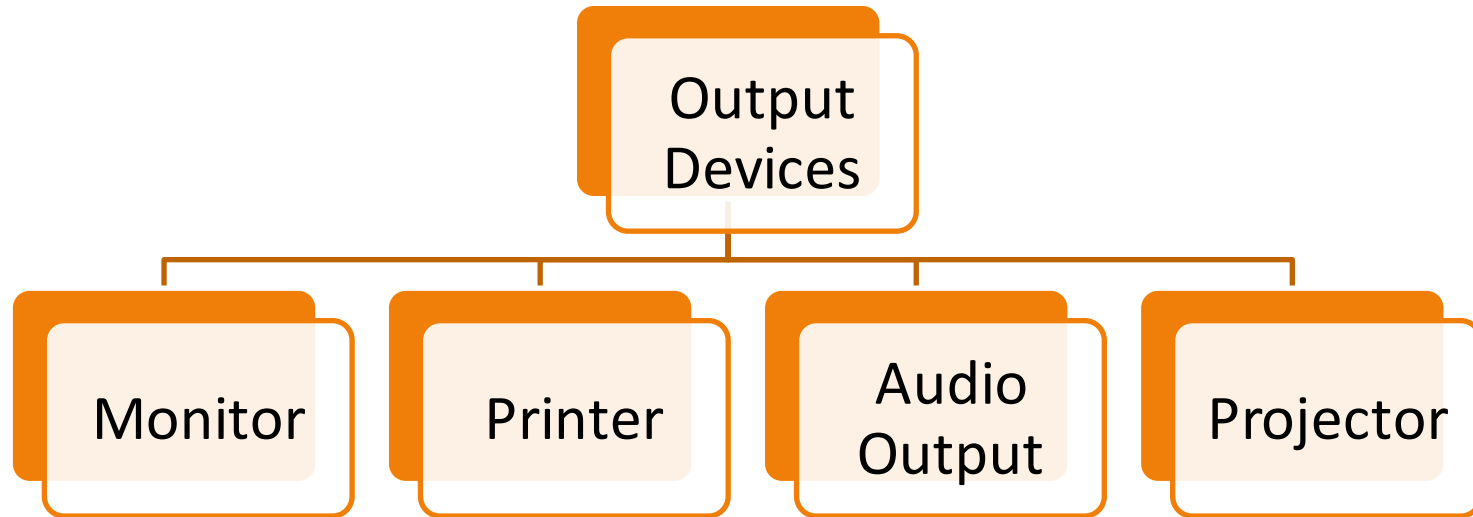 Output
Devices
Monitor
Printer
Audio
Output
Projector